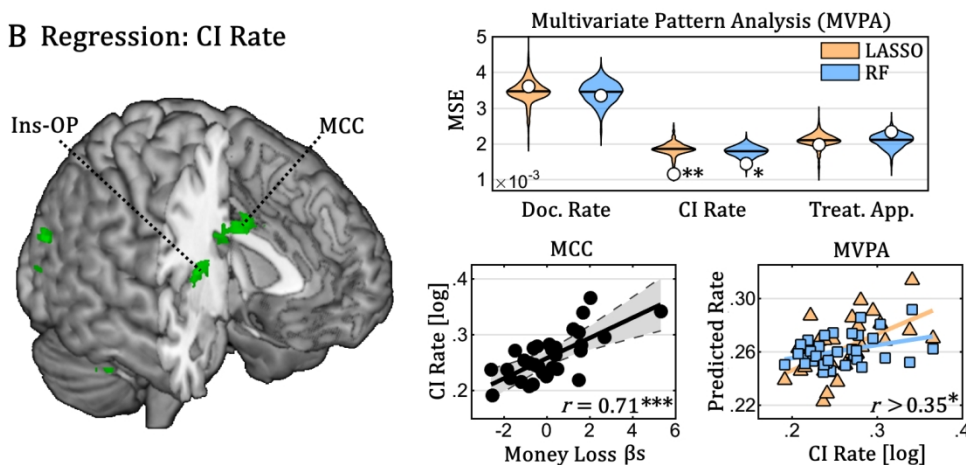 B Regression: CI Rate
Ins-OP
MCC
Multivariate Pattern Analysis (MVPA)
LASSO
RF
MSE
5
4
3
2
1
×10⁻³
**
*
Doc. Rate
CI Rate
Treat. App.
MCC
CI Rate [log]
.4
.3
.2
r = 0.71***
-2
0
2
4
6
Money Loss βs
MVPA
Predicted Rate
.30
.26
.22
r > 0.35*
.2
.3
.4
CI Rate [log]